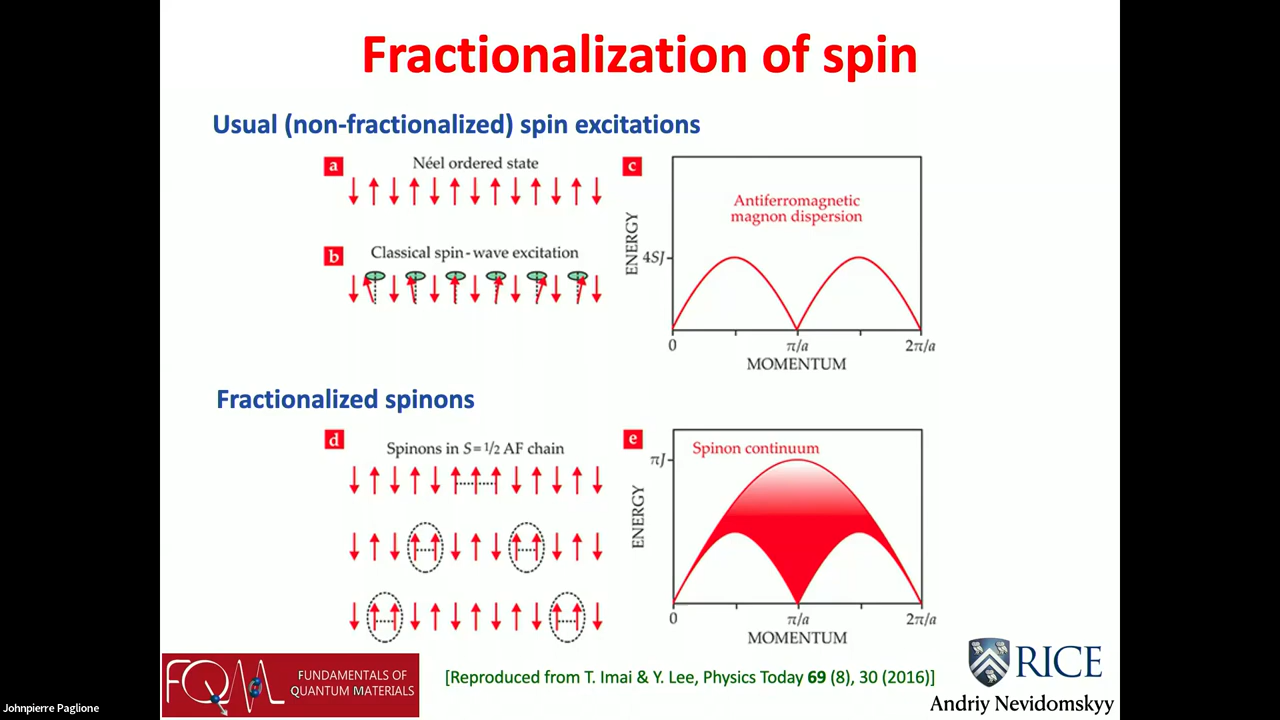 Fractionalization of spin
Usual (non-fractionalized) spin excitations
a
Néel ordered state
b
Classical spin-wave excitation
c
Antiferromagnetic
magnon dispersion
ENERGY
4SJ
0
π/a
2π/a
MOMENTUM
Fractionalized spinons
d
Spinons in S = 1/2 AF chain
e
Spinon continuum
πJ
ENERGY
0
π/a
2π/a
MOMENTUM
FQM
FUNDAMENTALS OF
QUANTUM MATERIALS
[Reproduced from T. Imai & Y. Lee, Physics Today 69 (8), 30 (2016)]
RICE
Andriy Nevidomskyy
Johnpierre Paglione